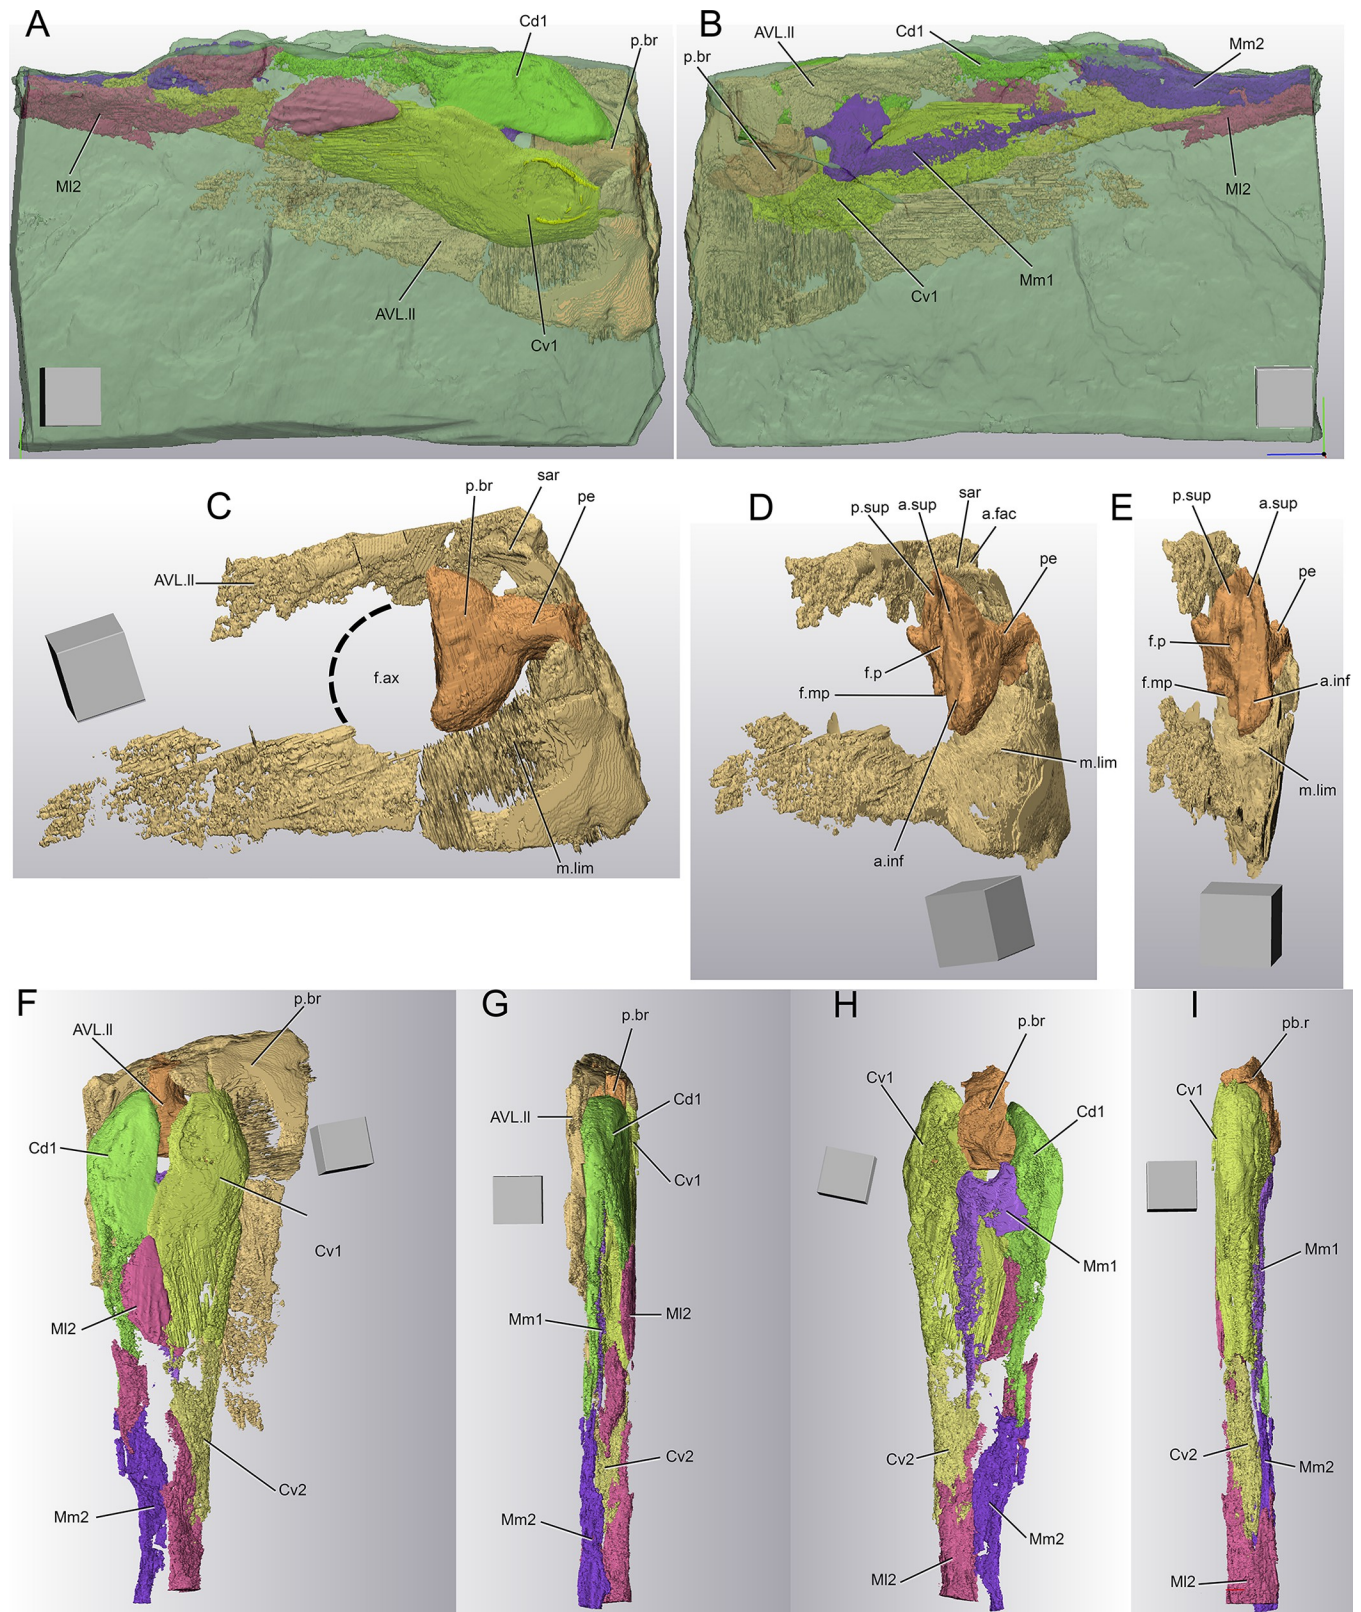 A
Cd1
p.br
Ml2
AVL.II
Cv1
B
AVL.II
p.br
Cd1
Mm2
Ml2
Mm1
Cv1
C
p.br
sar
pe
AVL.II
f.ax
m.lim
D
p.sup
a.sup
sar
a.fac
pe
f.p
f.mp
m.lim
a.inf
E
p.sup
a.sup
pe
f.p
f.mp
a.inf
m.lim
F
p.br
AVL.II
Cd1
Cv1
Ml2
Cv2
Mm2
G
p.br
Cd1
AVL.II
Cv1
Mm1
Ml2
Cv2
Mm2
H
p.br
Cv1
Cd1
Mm1
Cv2
Mm2
Ml2
I
pb.r
Cv1
Mm1
Cv2
Mm2
Ml2